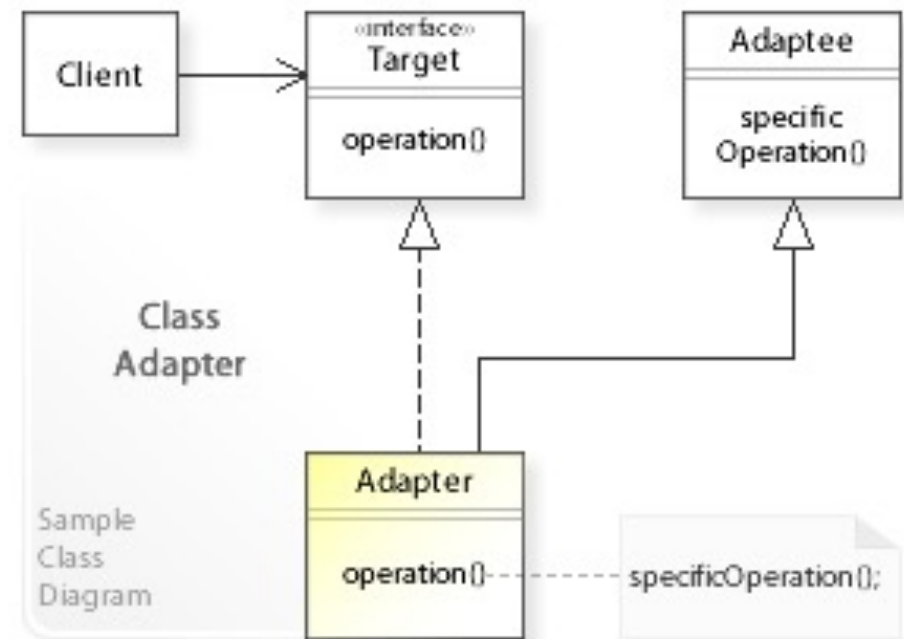 Client
«interface»
Target
operation()
Adaptee
specific
Operation()
Class
Adapter
Sample
Class
Diagram
Adapter
operation()
specificOperation();